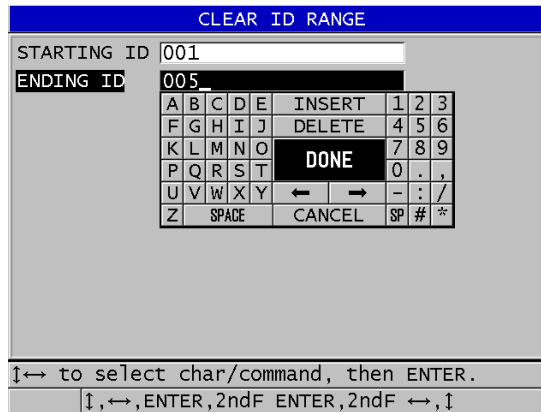 CLEAR ID RANGE
STARTING ID 001
ENDING ID 005_
A B C D E INSERT 1 2 3
F G H I J DELETE 4 5 6
K L M N O DONE 7 8 9
P Q R S T 0 . ,
U V W X Y ← → - : /
Z SPACE CANCEL SP # *
↕↔ to select char/command, then ENTER.
↕,↔,ENTER,2ndF ENTER,2ndF ↔,↕